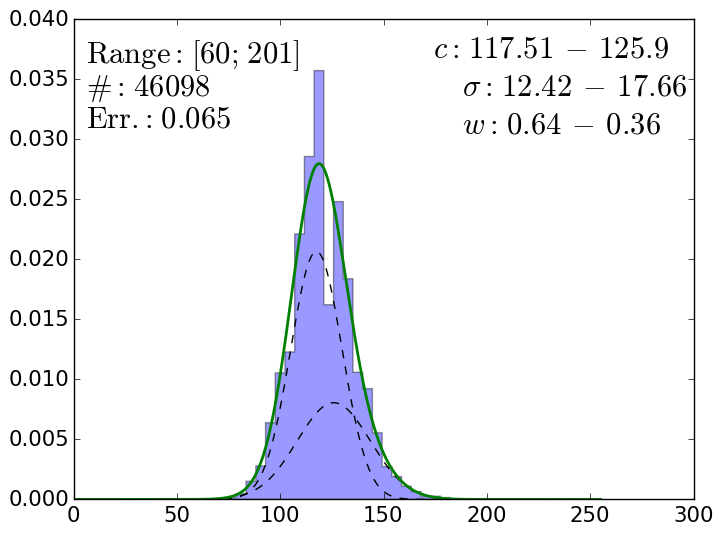 0.040
0.035
0.030
0.025
0.020
0.015
0.010
0.005
0.000
Range: [60; 201]
#: 46098
Err.: 0.065
c: 117.51 − 125.9
σ: 12.42 − 17.66
w: 0.64 − 0.36
0 50 100 150 200 250 300